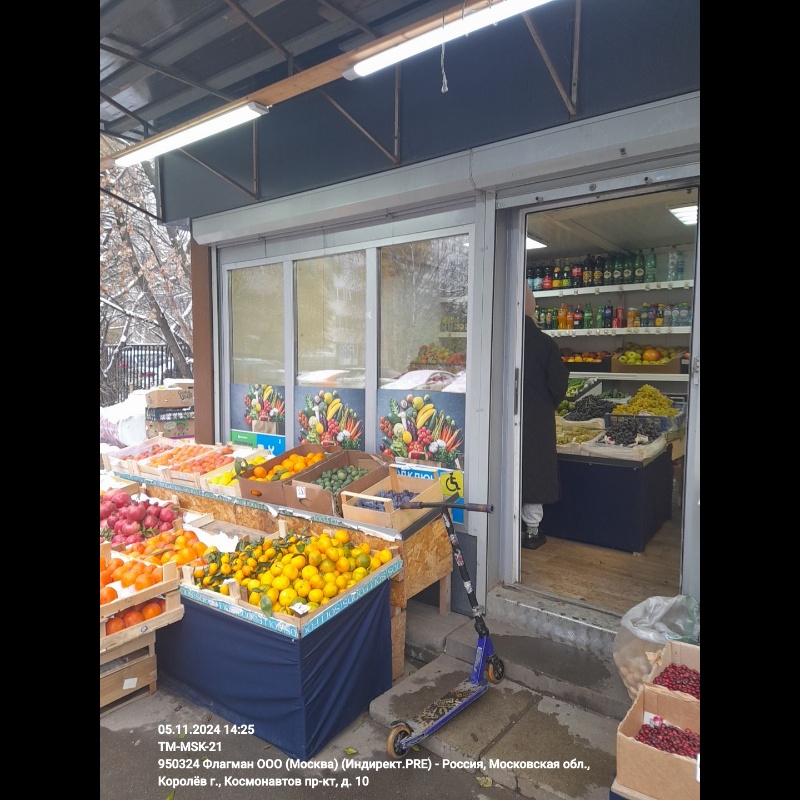 05.11.2024 14:25
TM-MSK-21
950324 Флагман ООО (Москва) (Индирект.PRE) - Россия, Московская обл.,
Королёв г., Космонавтов пр-кт, д. 10